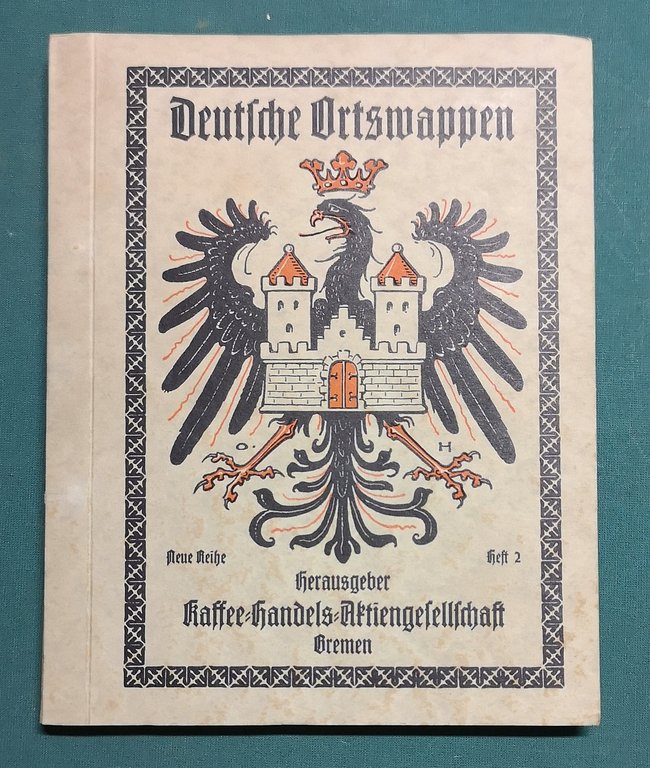 Deutſche Ortswappen
O. H
Neue Reihe Heft 2
Herausgeber
Kaffee-Handels-Aktiengeſellſchaft
Bremen